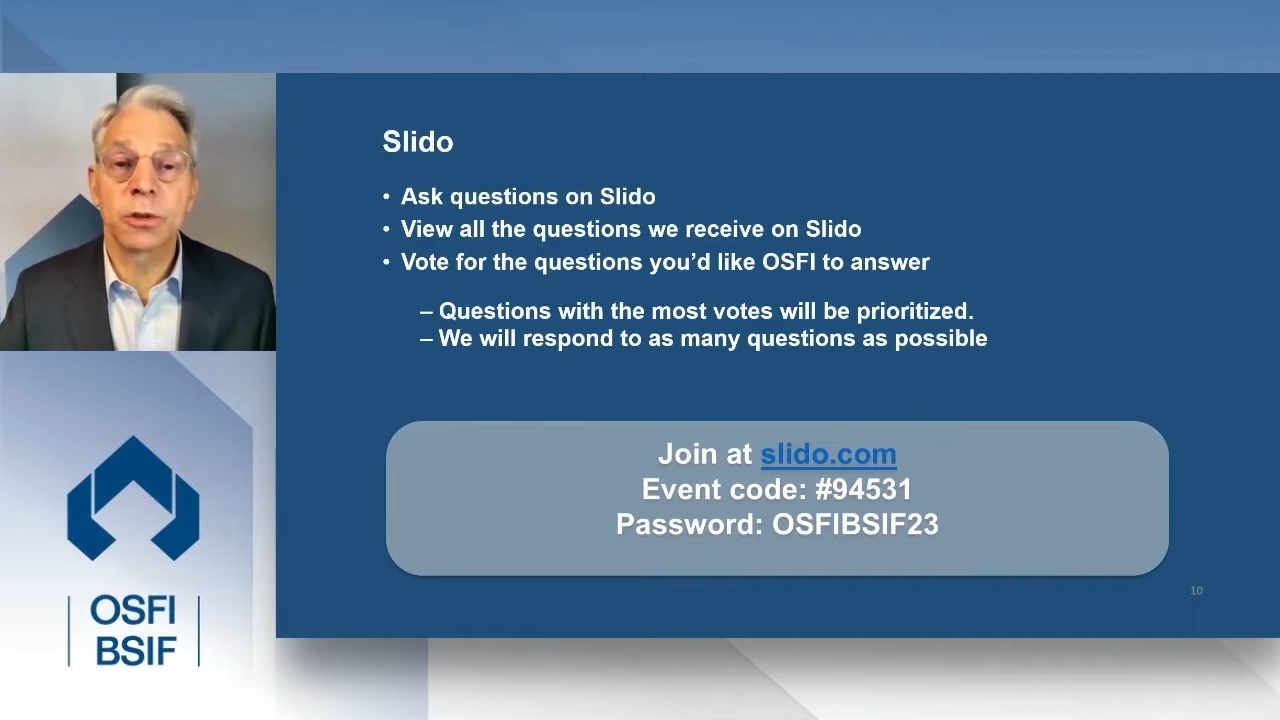 Slido
• Ask questions on Slido
• View all the questions we receive on Slido
• Vote for the questions you’d like OSFI to answer
– Questions with the most votes will be prioritized.
– We will respond to as many questions as possible
Join at slido.com
Event code: #94531
Password: OSFIBSIF23
10
OSFI
BSIF